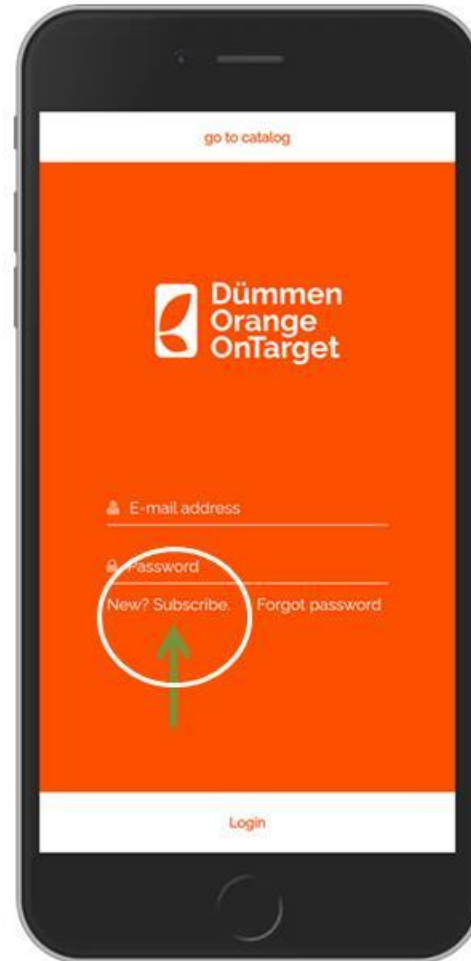 go to catalog
Dümmen
Orange
OnTarget
E-mail address
Password
New? Subscribe. Forgot password
Login